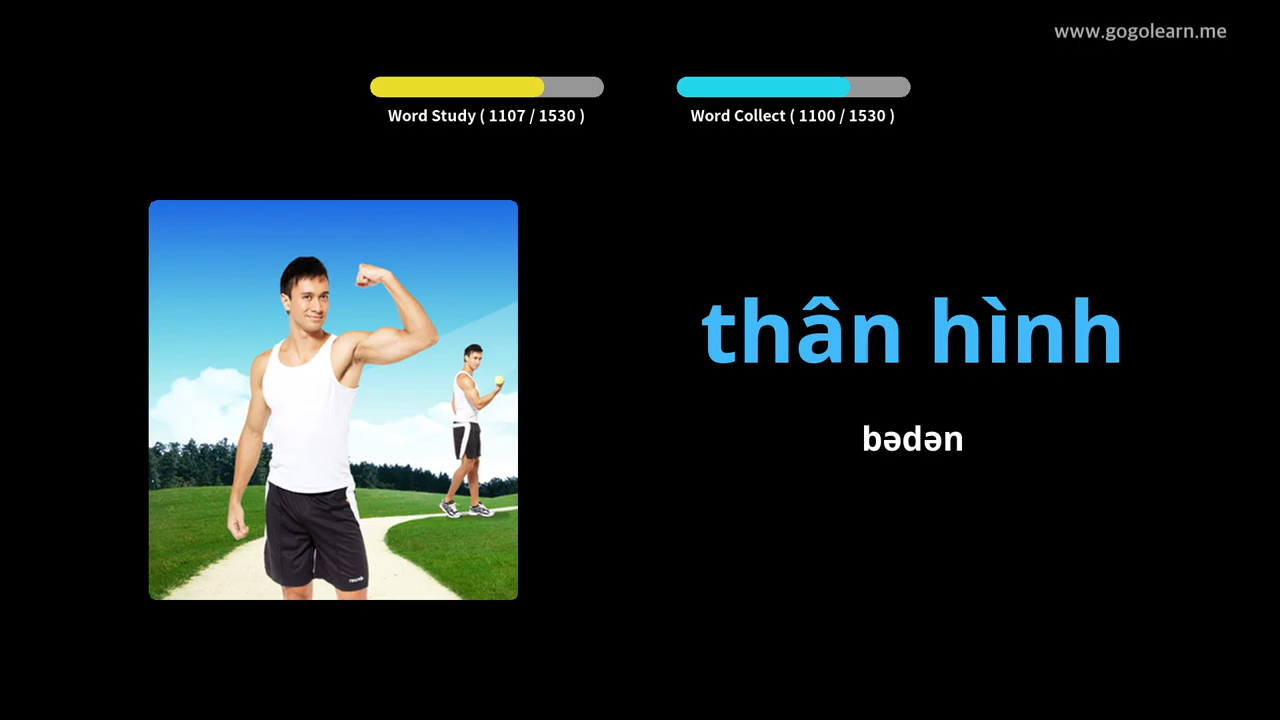 www.gogolearn.me
Word Study ( 1107 / 1530 )
Word Collect ( 1100 / 1530 )
thân hình
bədən